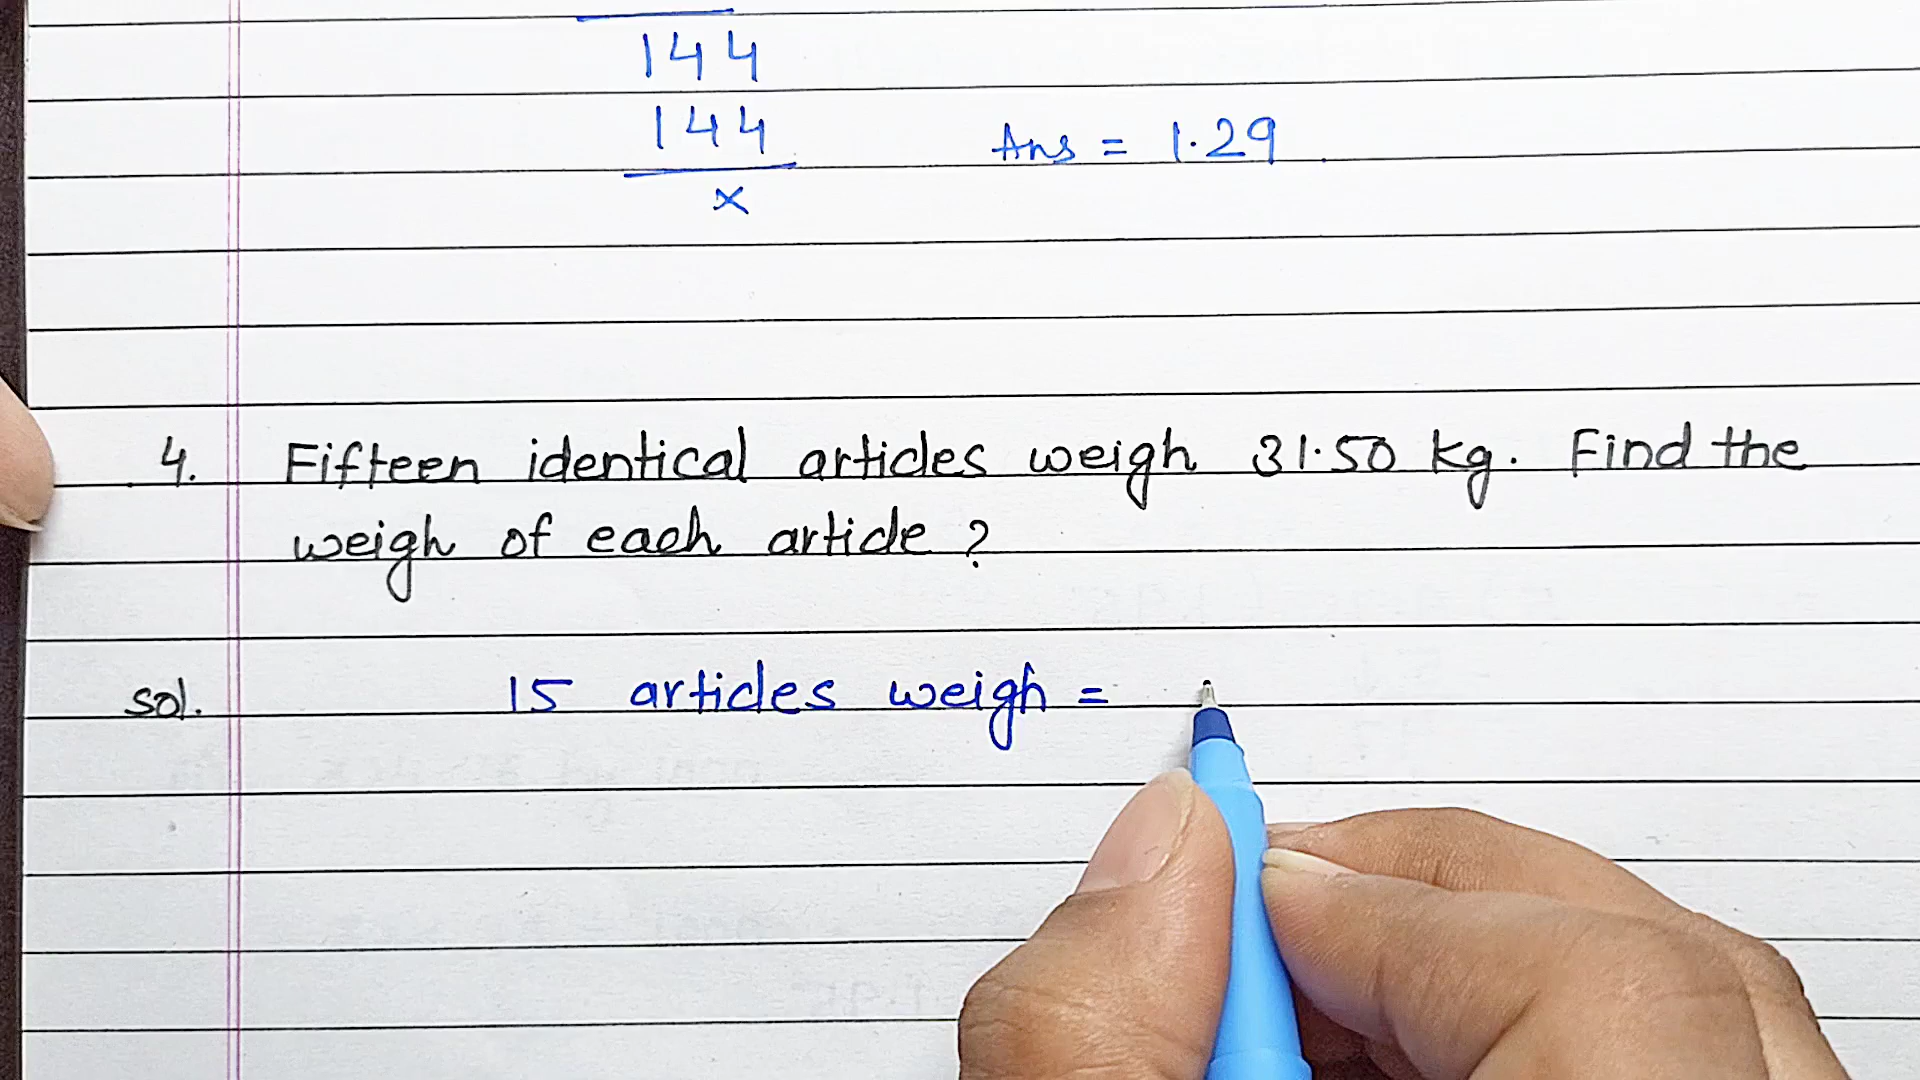 144
144
Ans = 1.29
x
4. Fifteen identical articles weigh 31.50 kg. Find the
weigh of each article ?
sol. 15 articles weigh =